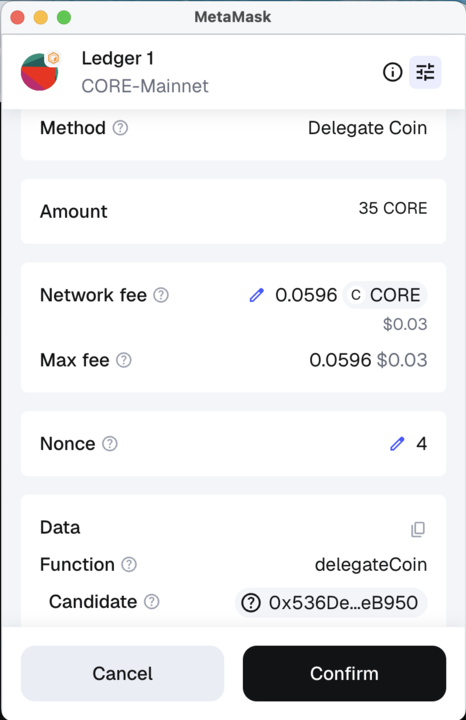 MetaMask
Ledger 1
CORE-Mainnet
Method Delegate Coin
Amount 35 CORE
Network fee 0.0596 C CORE
$0.03
Max fee 0.0596 $0.03
Nonce 4
Data
Function delegateCoin
Candidate 0x536De...eB950
Cancel Confirm